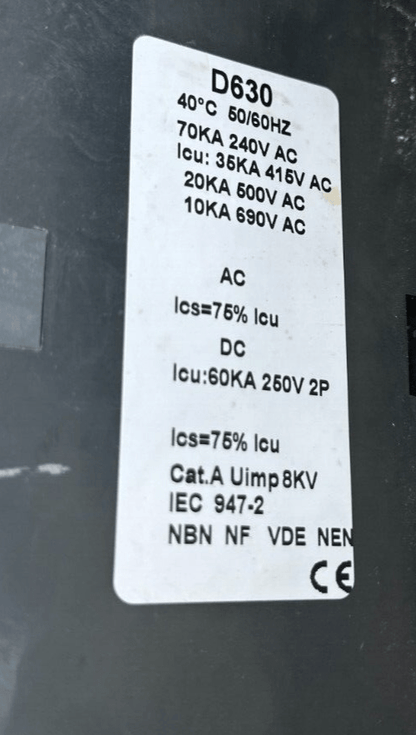 D630
40°C 50/60HZ
70KA 240V AC
Icu: 35KA 415V AC
20KA 500V AC
10KA 690V AC
AC
Ics=75% Icu
DC
Icu:60KA 250V 2P
Ics=75% Icu
Cat.A Uimp 8KV
IEC 947-2
NBN NF VDE NEN
CE